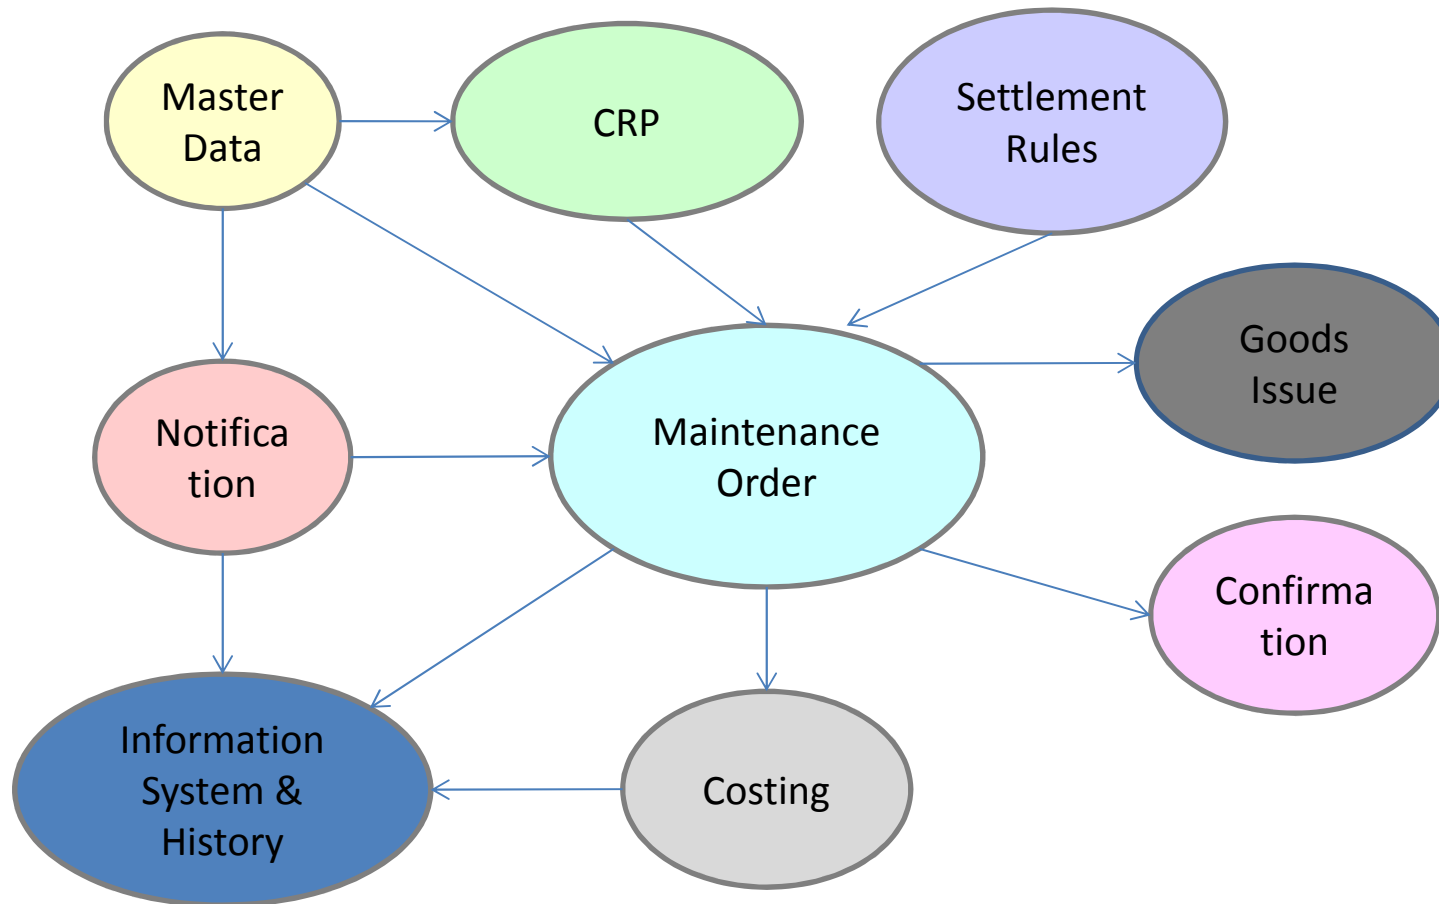 Master
Data
CRP
Settlement
Rules
Goods
Issue
Notifica
tion
Maintenance
Order
Confirma
tion
Information
System &
History
Costing